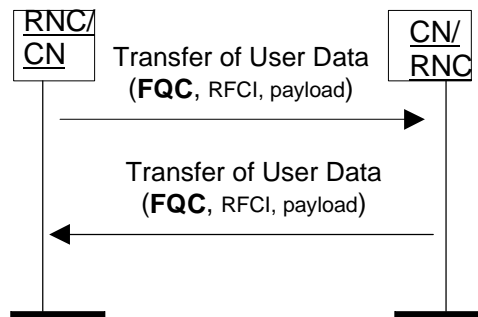 RNC/
CN
CN/
RNC
Transfer of User Data
(FQC, RFCI, payload)
Transfer of User Data
(FQC, RFCI, payload)